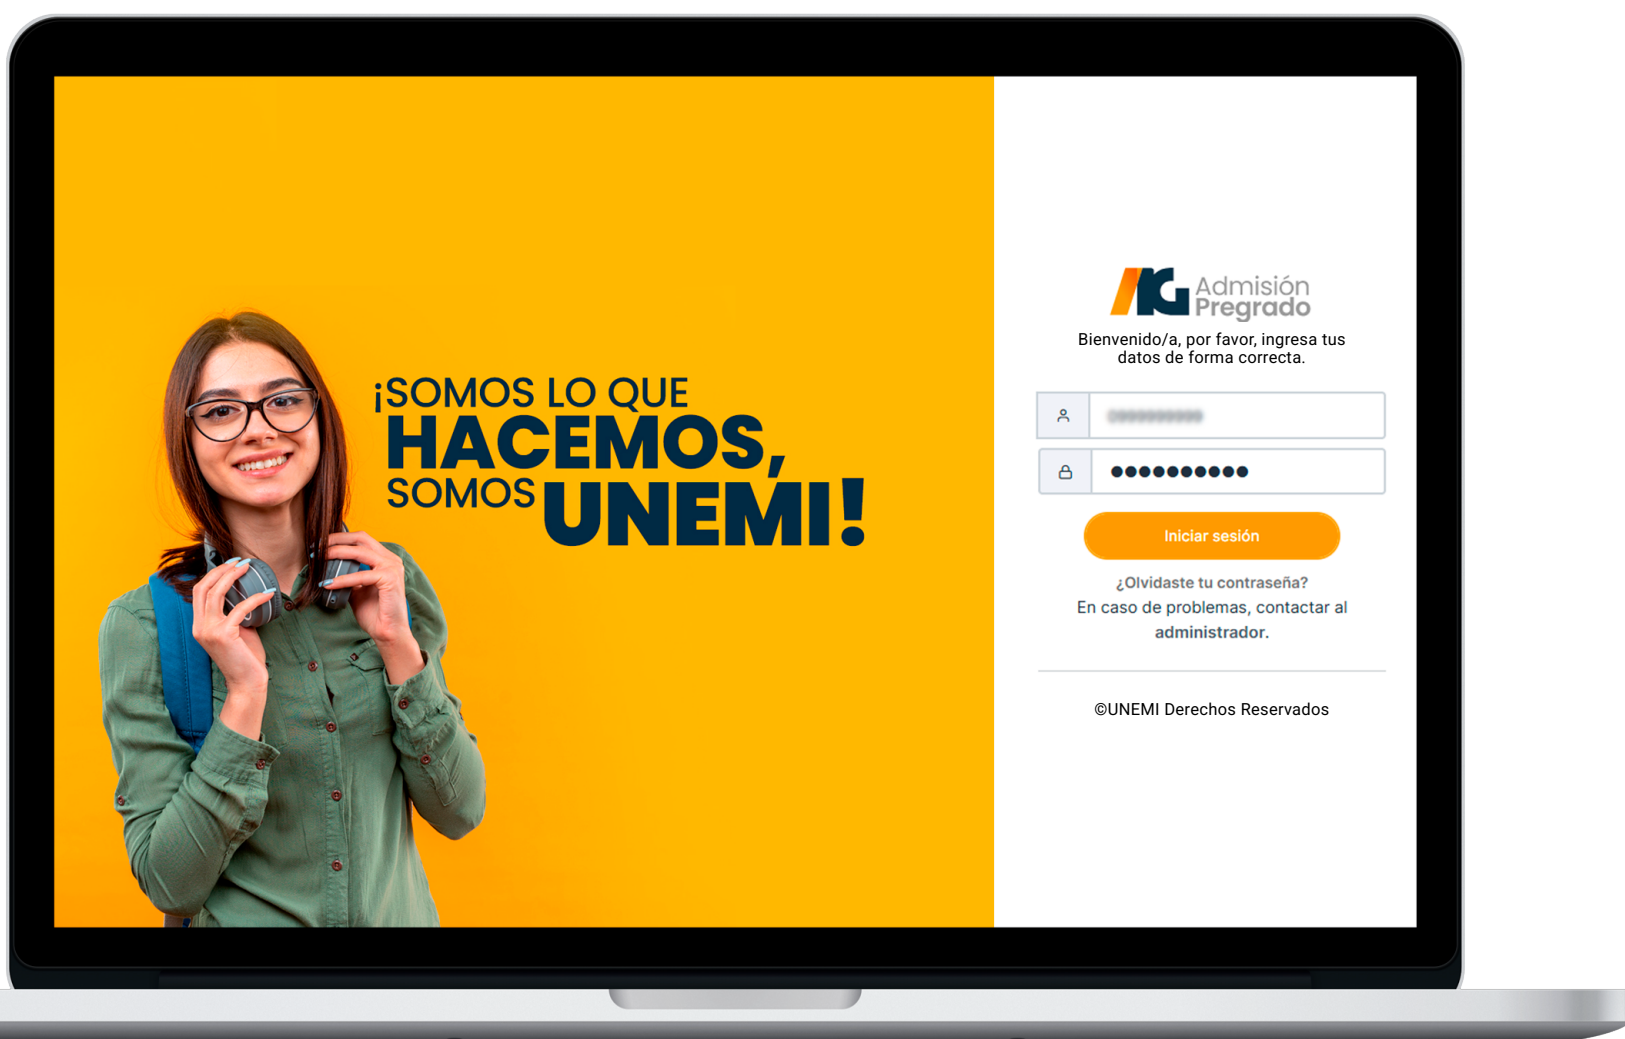 ¡SOMOS LO QUE
HACEMOS,
SOMOS UNEMI!
Admisión
Pregrado
Bienvenido/a, por favor, ingresa tus
datos de forma correcta.
●●●●●●●●●●
Iniciar sesión
¿Olvidaste tu contraseña?
En caso de problemas, contactar al
administrador.
©UNEMI Derechos Reservados